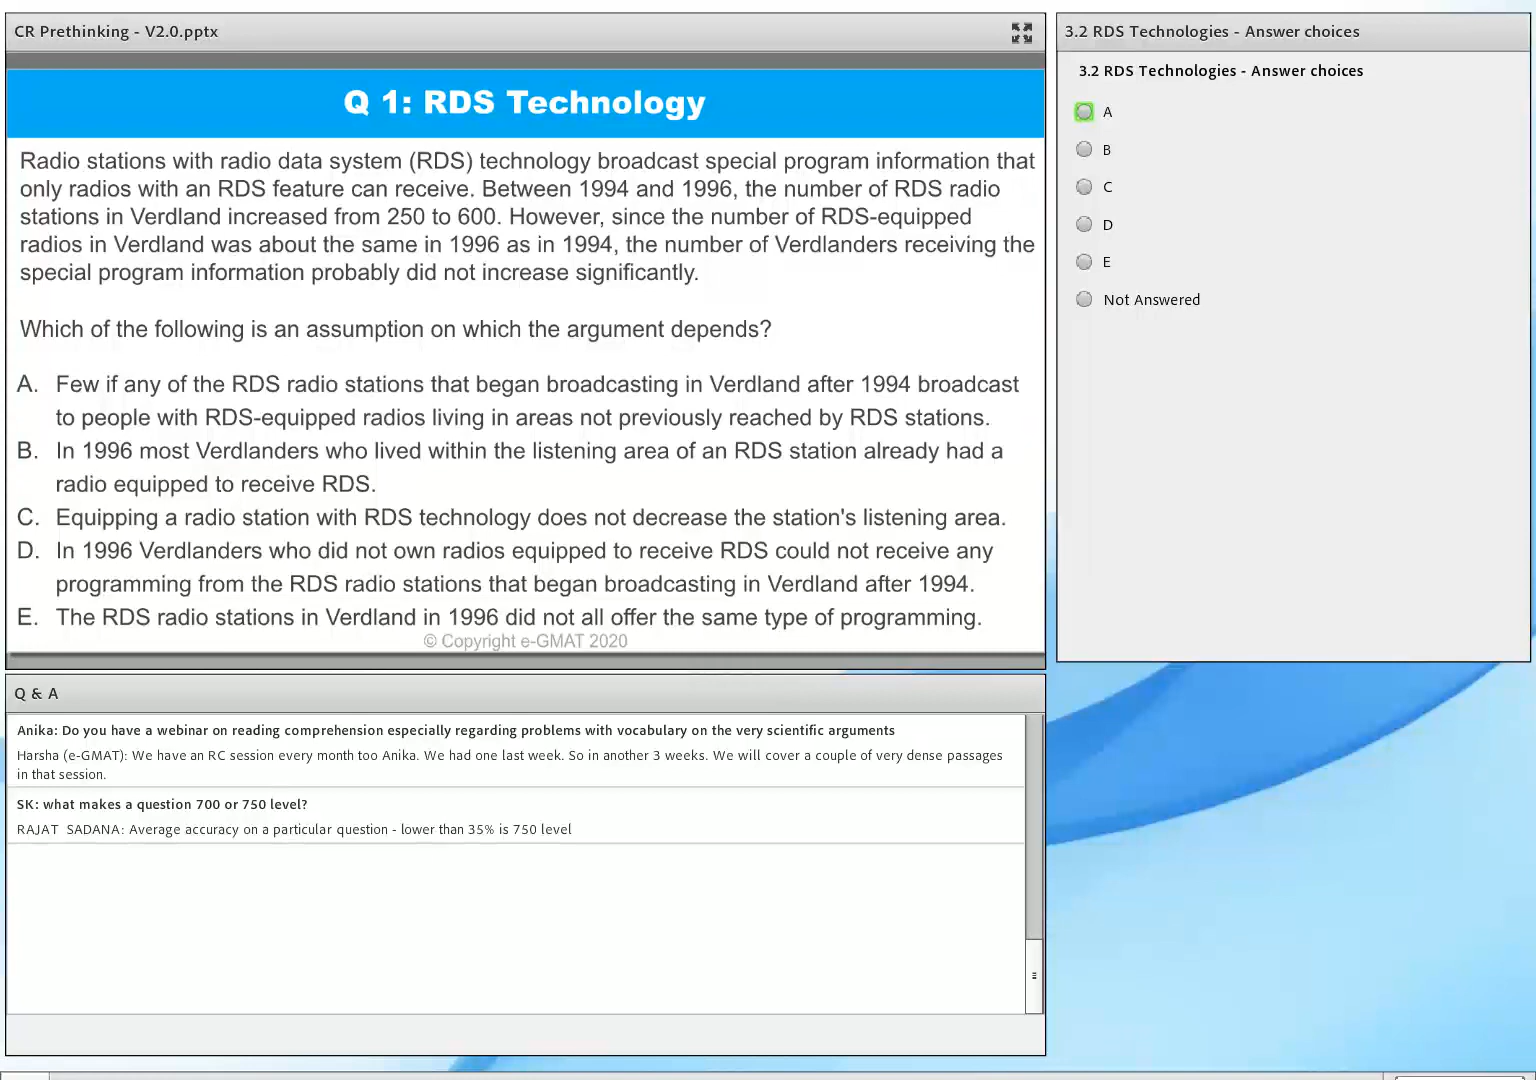 CR Prethinking - V2.0.pptx
Q 1: RDS Technology
Radio stations with radio data system (RDS) technology broadcast special program information that
only radios with an RDS feature can receive. Between 1994 and 1996, the number of RDS radio
stations in Verdland increased from 250 to 600. However, since the number of RDS-equipped
radios in Verdland was about the same in 1996 as in 1994, the number of Verdlanders receiving the
special program information probably did not increase significantly.
Which of the following is an assumption on which the argument depends?
A. Few if any of the RDS radio stations that began broadcasting in Verdland after 1994 broadcast
to people with RDS-equipped radios living in areas not previously reached by RDS stations.
B. In 1996 most Verdlanders who lived within the listening area of an RDS station already had a
radio equipped to receive RDS.
C. Equipping a radio station with RDS technology does not decrease the station's listening area.
D. In 1996 Verdlanders who did not own radios equipped to receive RDS could not receive any
programming from the RDS radio stations that began broadcasting in Verdland after 1994.
E. The RDS radio stations in Verdland in 1996 did not all offer the same type of programming.
© Copyright e-GMAT 2020
3.2 RDS Technologies - Answer choices
3.2 RDS Technologies - Answer choices
A
B
C
D
E
Not Answered
Q & A
Anika: Do you have a webinar on reading comprehension especially regarding problems with vocabulary on the very scientific arguments
Harsha (e-GMAT): We have an RC session every month too Anika. We had one last week. So in another 3 weeks. We will cover a couple of very dense passages
in that session.
SK: what makes a question 700 or 750 level?
RAJAT SADANA: Average accuracy on a particular question - lower than 35% is 750 level